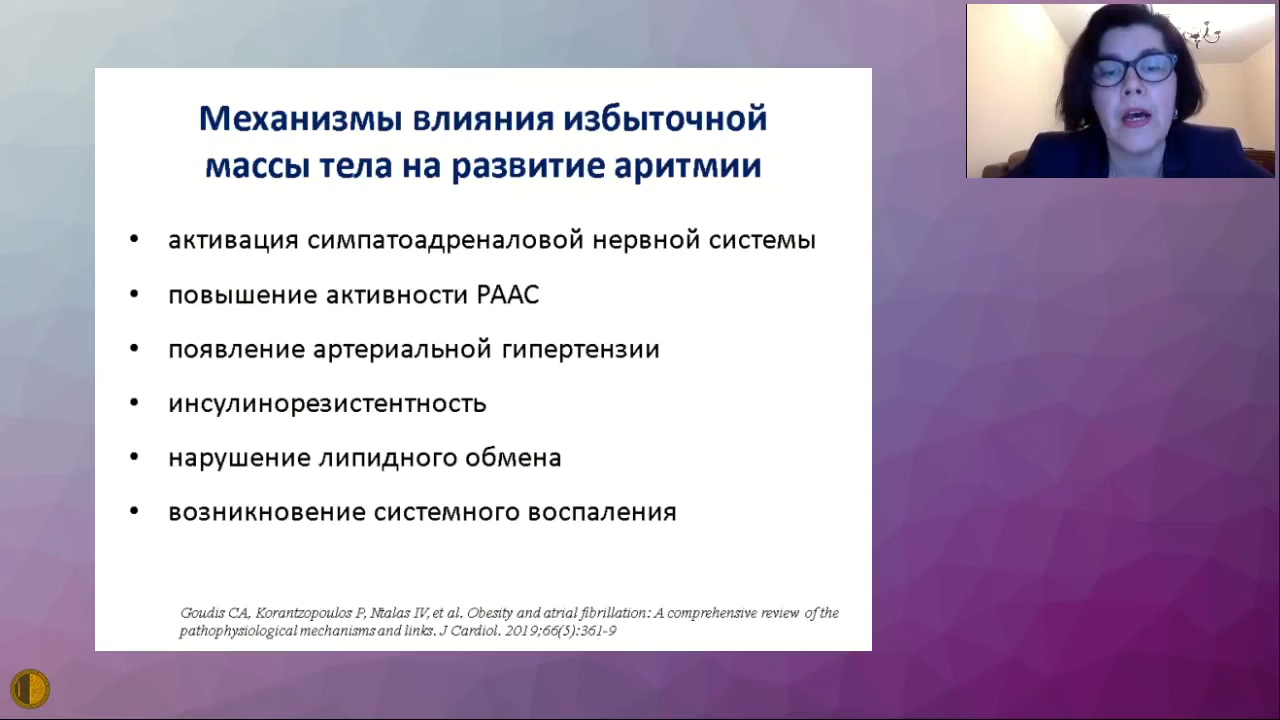 Механизмы влияния избыточной
массы тела на развитие аритмии
• активация симпатоадреналовой нервной системы
• повышение активности РААС
• появление артериальной гипертензии
• инсулинорезистентность
• нарушение липидного обмена
• возникновение системного воспаления
Goudis CA, Korantzopoulos P, Ntalas IV, et al. Obesity and atrial fibrillation: A comprehensive review of the
pathophysiological mechanisms and links. J Cardiol. 2019;66(5):361-9